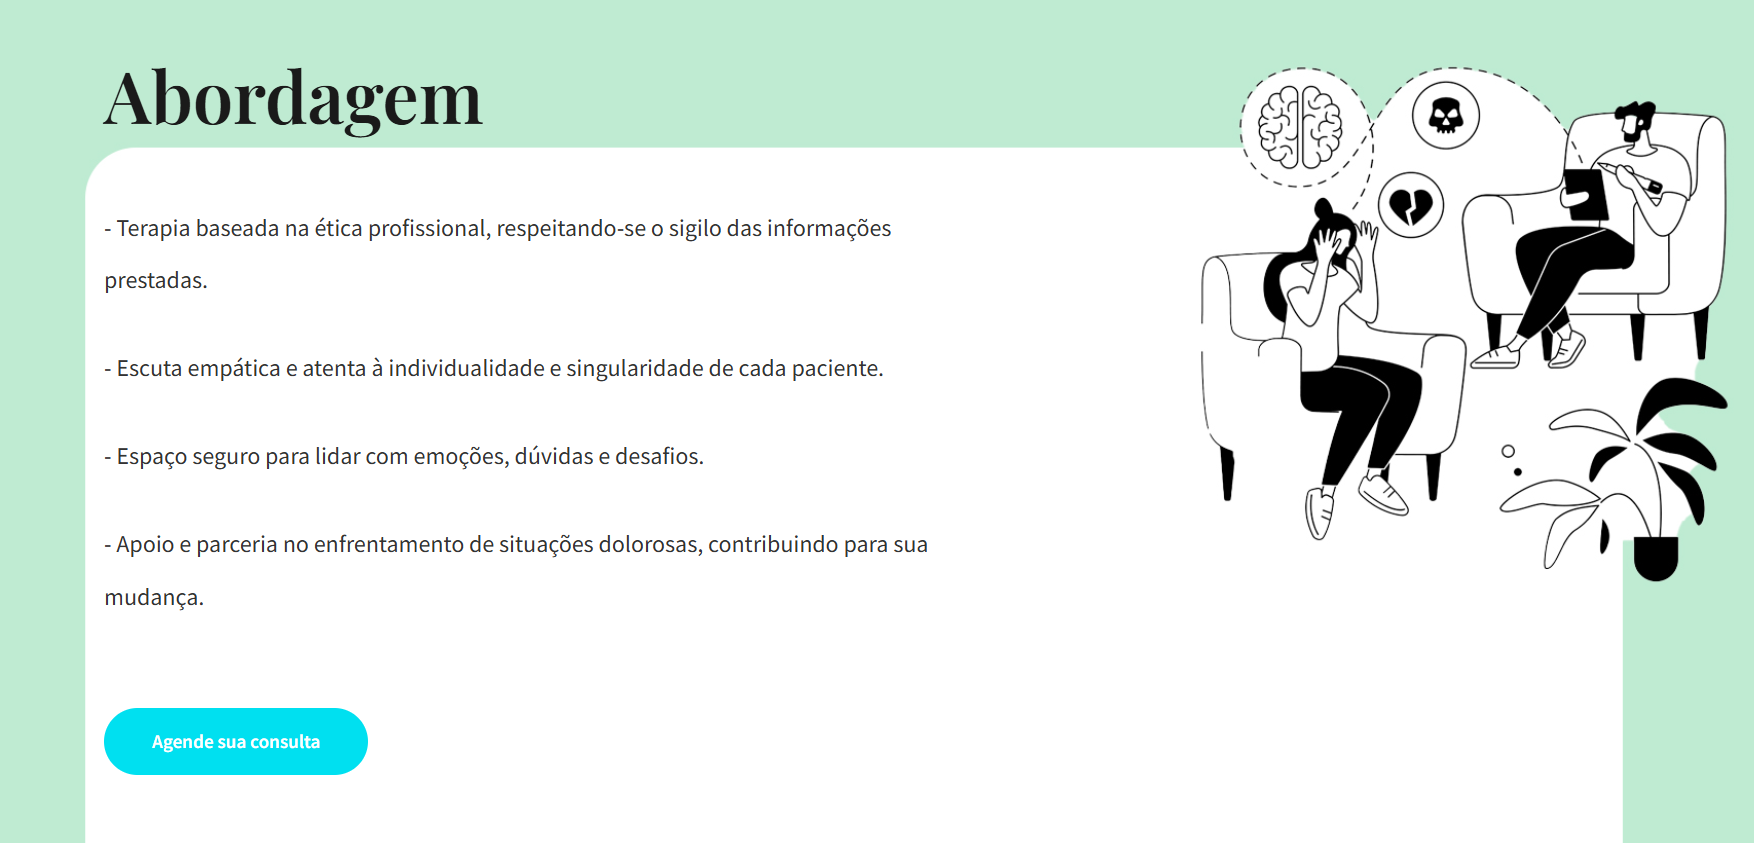 Abordagem
- Terapia baseada na ética profissional, respeitando-se o sigilo das informações
prestadas.
- Escuta empática e atenta à individualidade e singularidade de cada paciente.
- Espaço seguro para lidar com emoções, dúvidas e desafios.
- Apoio e parceria no enfrentamento de situações dolorosas, contribuindo para sua
mudança.
Agende sua consulta